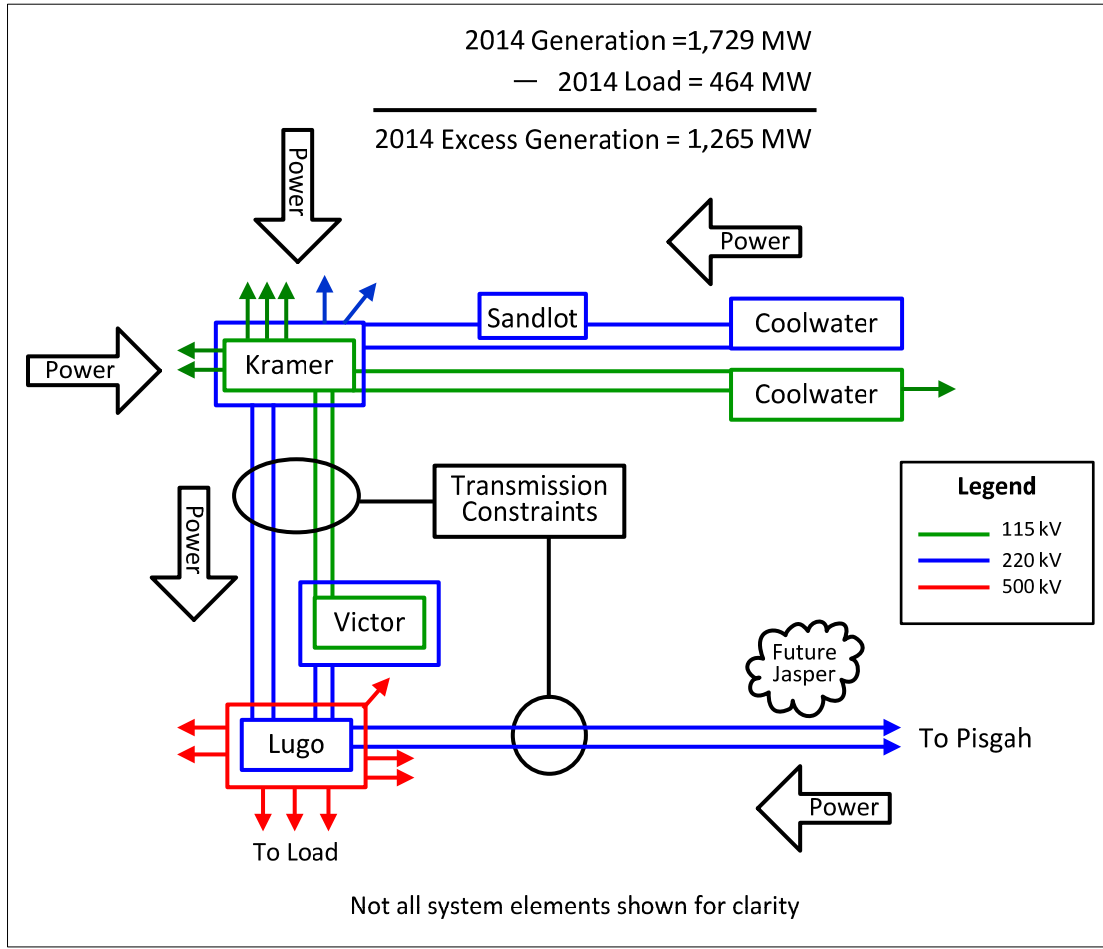 2014 Generation =1,729 MW
— 2014 Load = 464 MW
2014 Excess Generation = 1,265 MW
Power
Power
Sandlot
Coolwater
Kramer
Power
Coolwater
Transmission
Constraints
Legend
115 kV
220 kV
500 kV
Power
Victor
Future
Jasper
Lugo
To Pisgah
Power
To Load
Not all system elements shown for clarity